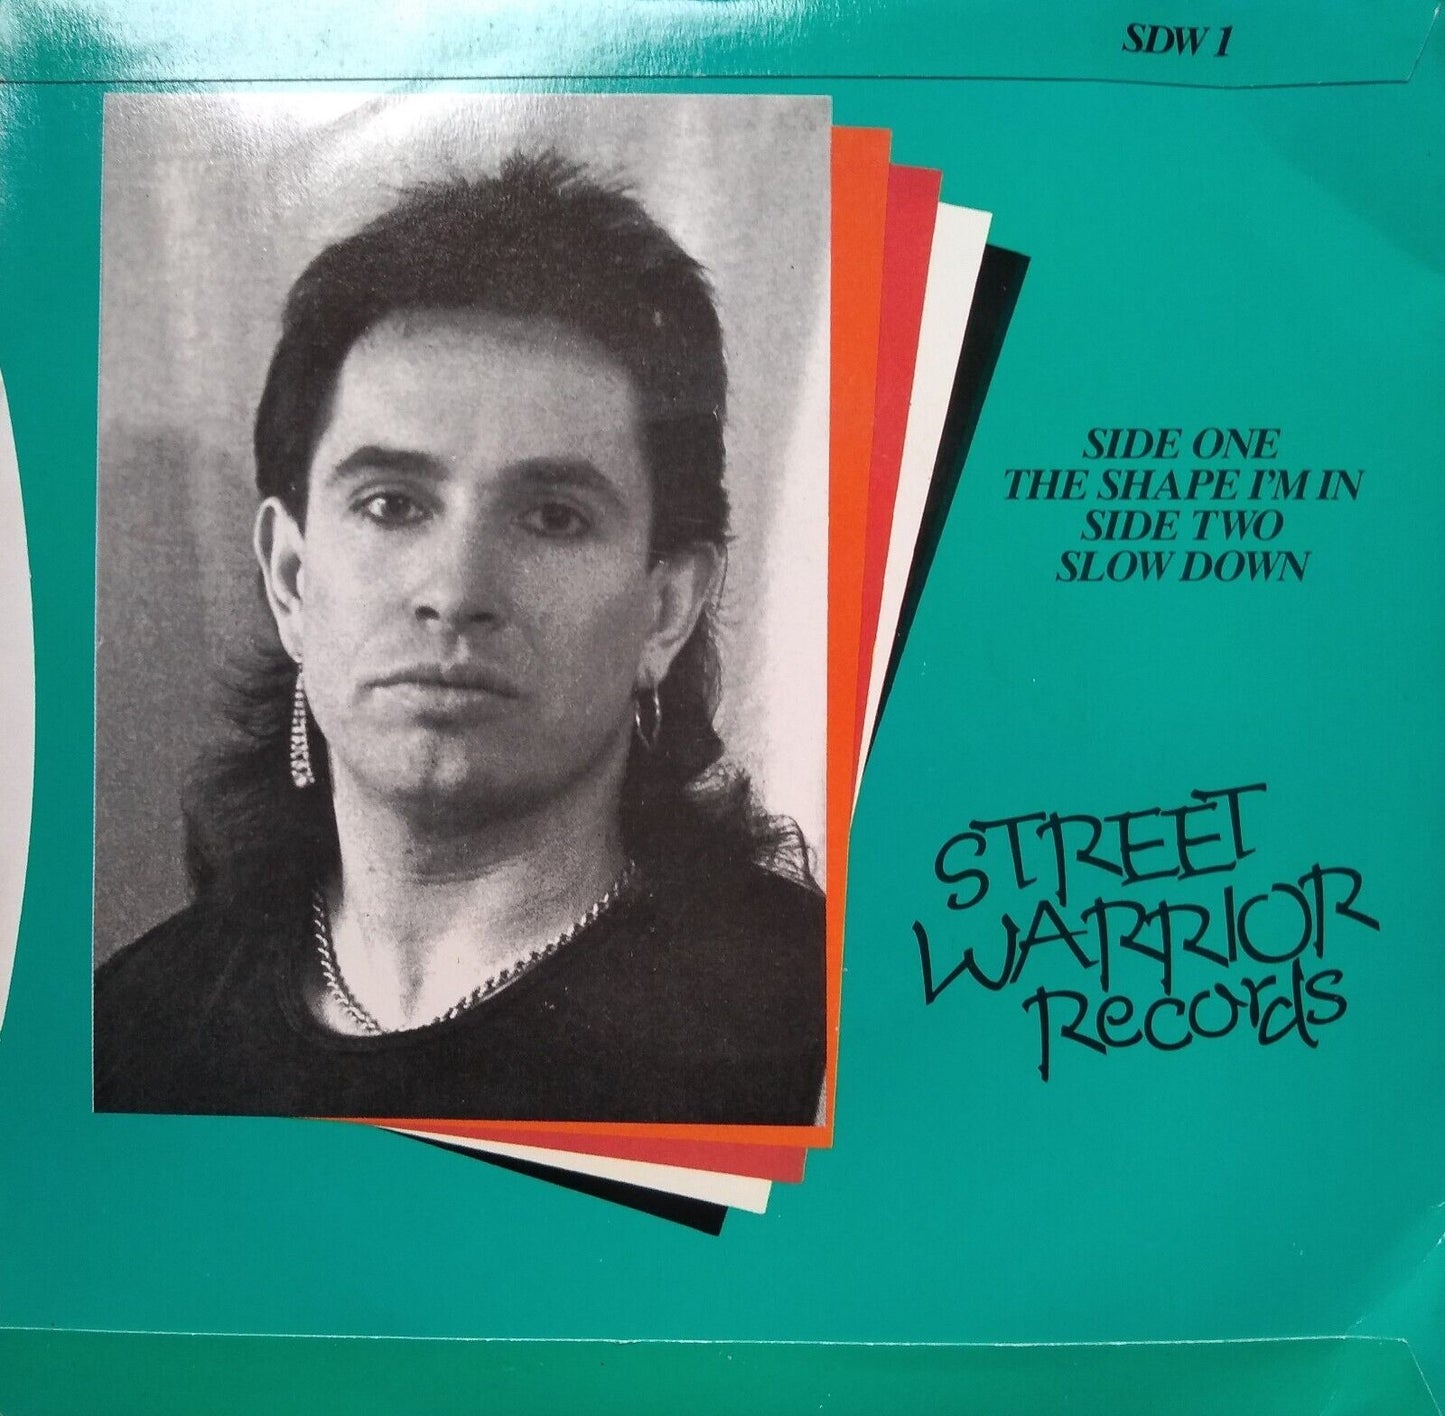 SDW 1
SIDE ONE
THE SHAPE I'M IN
SIDE TWO
SLOW DOWN
STREET
WARRIOR
Records